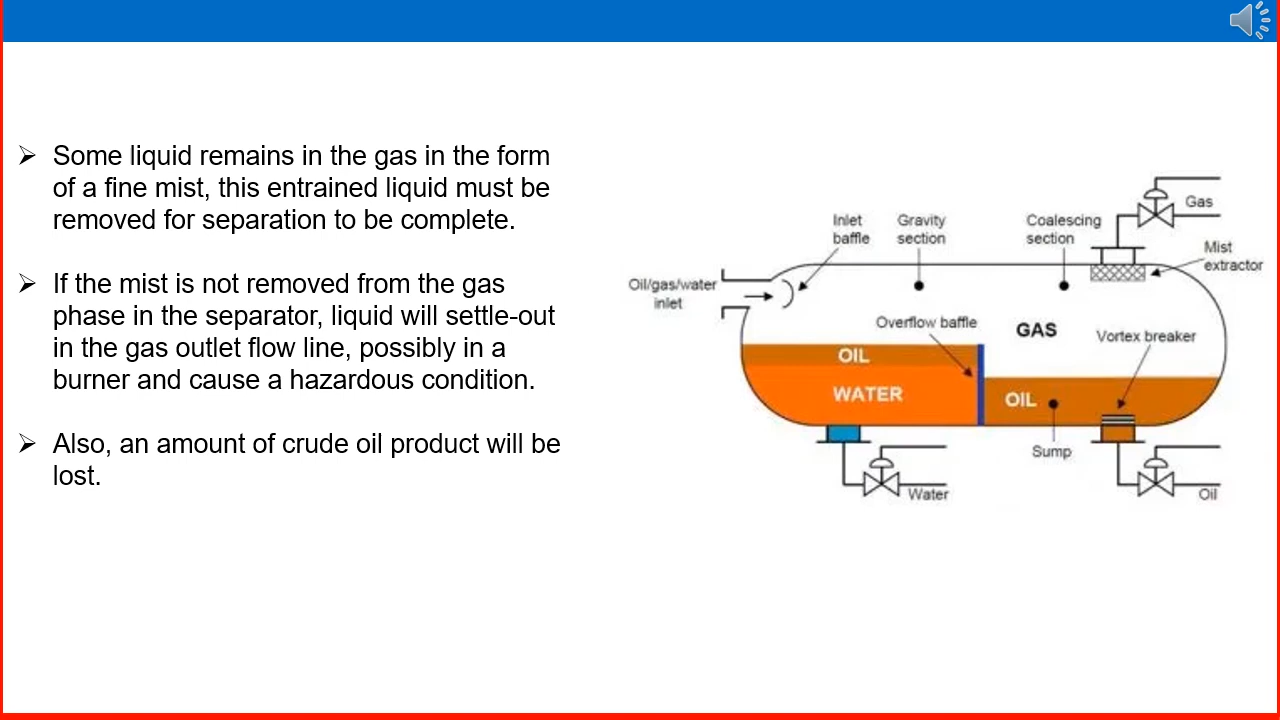 Some liquid remains in the gas in the form
of a fine mist, this entrained liquid must be
removed for separation to be complete.
If the mist is not removed from the gas
phase in the separator, liquid will settle-out
in the gas outlet flow line, possibly in a
burner and cause a hazardous condition.
Also, an amount of crude oil product will be
lost.
Gas
Inlet
baffle
Gravity
section
Coalescing
section
Mist
extractor
Oil/gas/water
inlet
Overflow baffle
GAS
Vortex breaker
OIL
WATER
OIL
Sump
Water
Oil